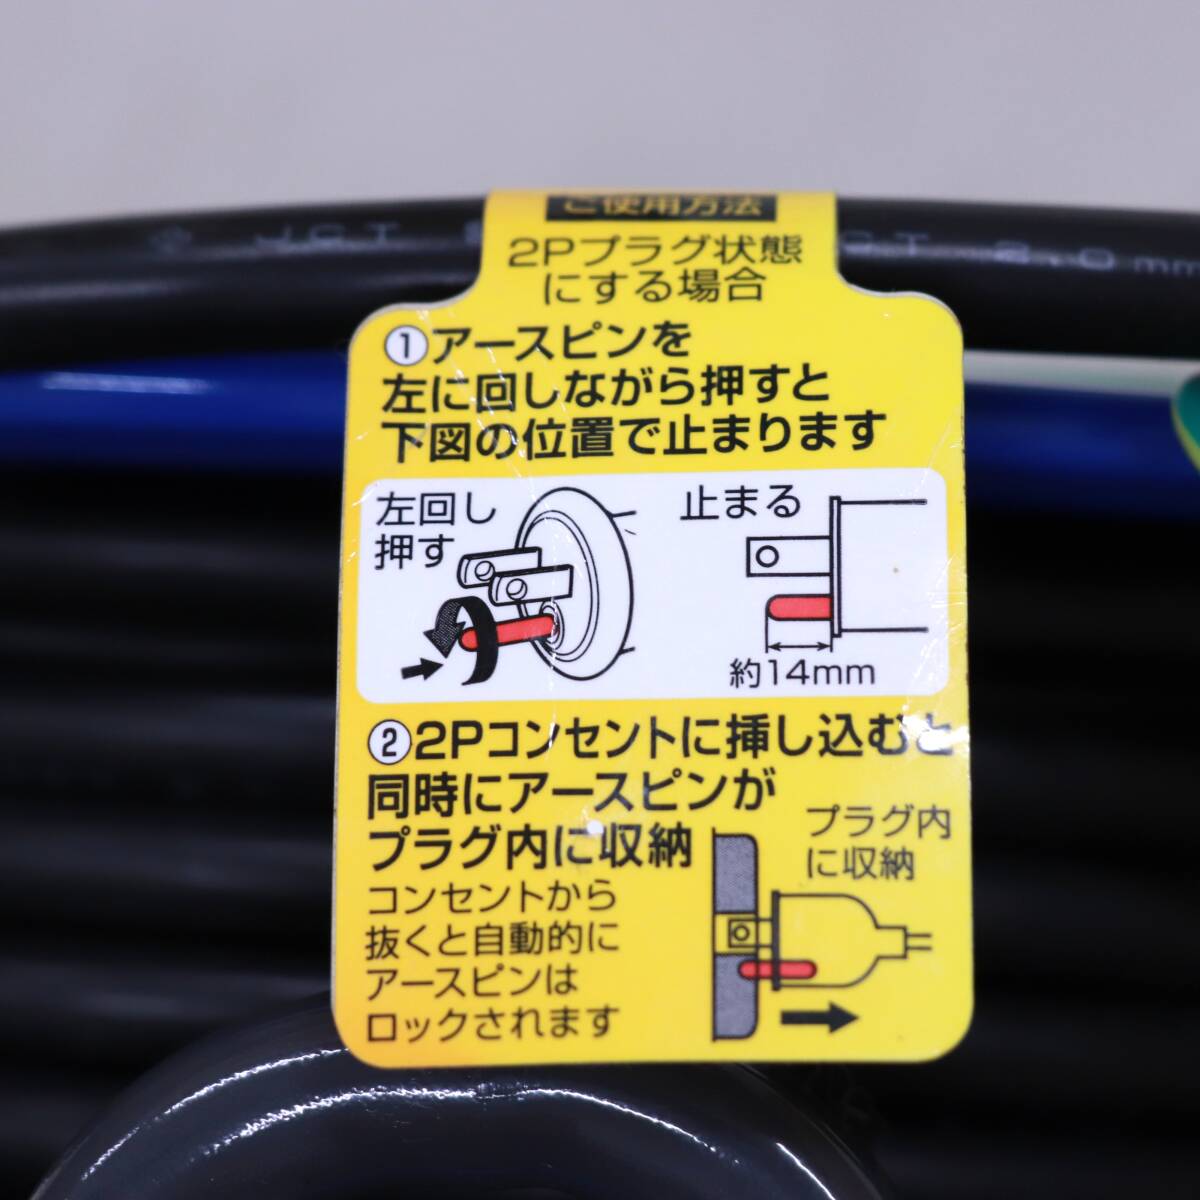 JCT
CT 2.0mm
ご使用方法
2Pプラグ状態
にする場合
①アースピンを
左に回しながら押すと
下図の位置で止まります
左回し
押す
止まる
約14mm
②2Pコンセントに挿し込むと
同時にアースピンが
プラグ内に収納
プラグ内
に収納
コンセントから
抜くと自動的に
アースピンは
ロックされます